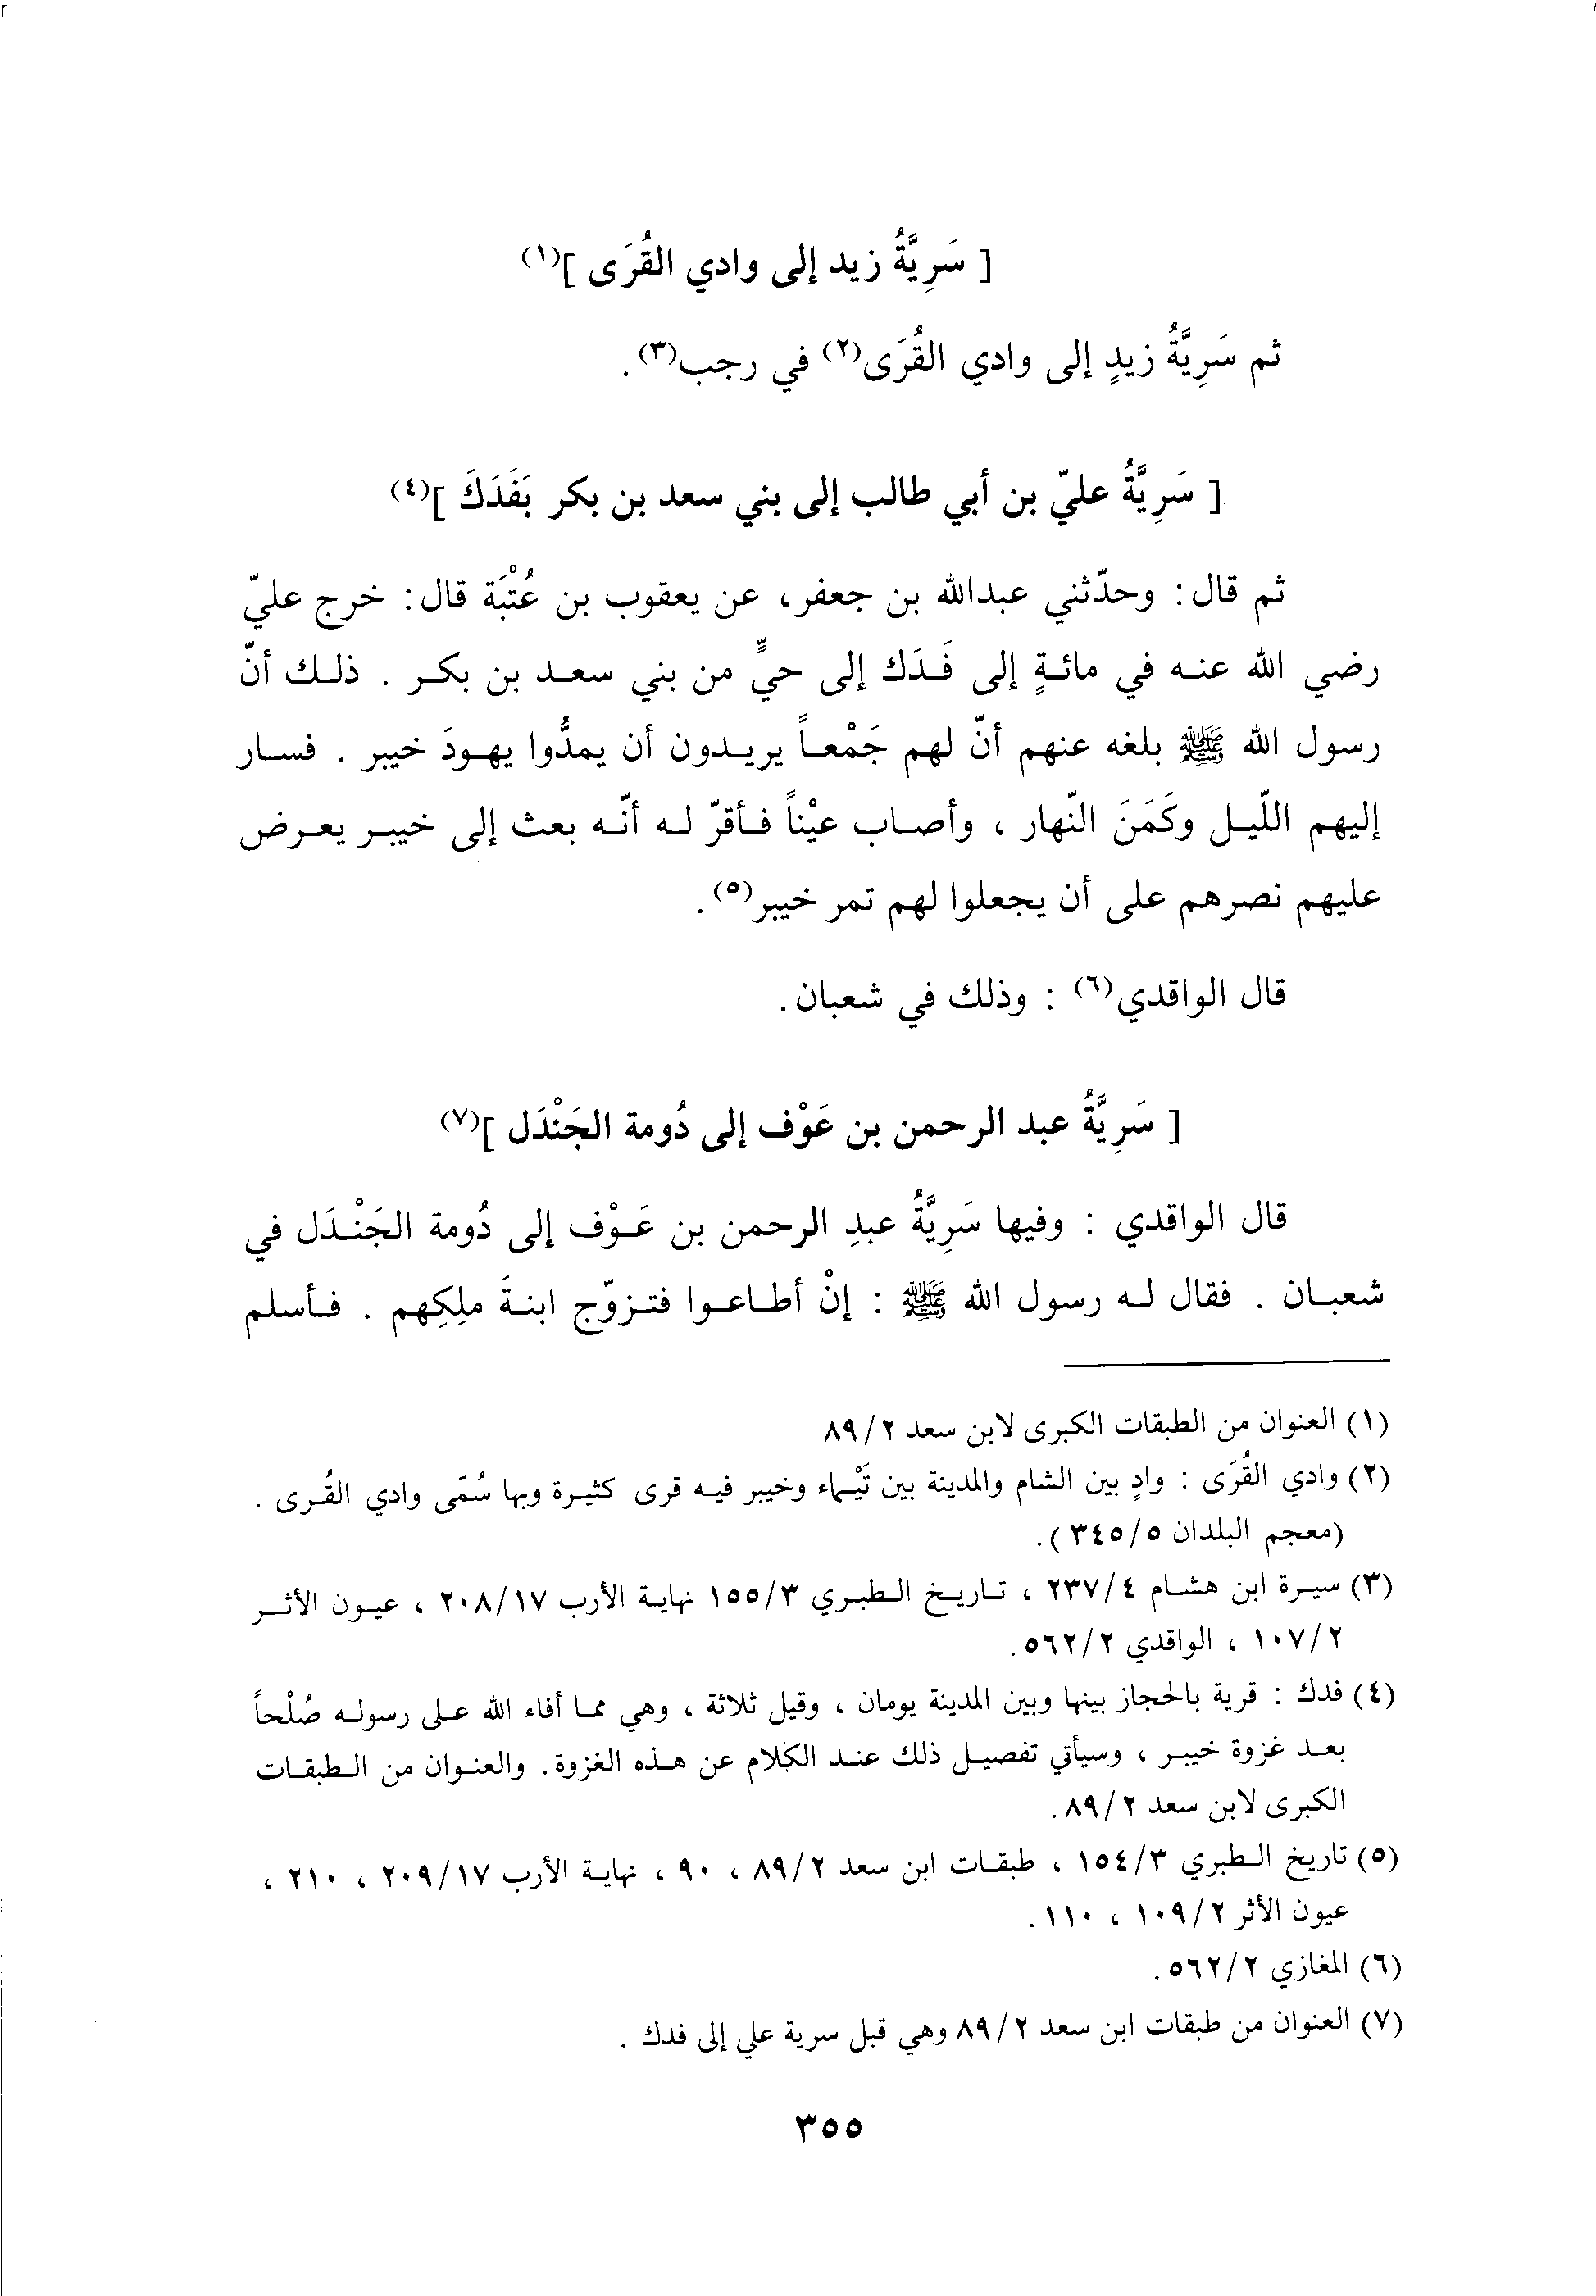 [ سَرِيَّةُ زيد إلى وادي القُرَى ](١)
ثم سَرِيَّةُ زيدٍ إلى وادي القُرَى(٢) في رجب(٣) .
[ سَرِيَّةُ عليّ بن أبي طالب إلى بني سعد بن بكر بَفَدَكَ ](٤)
ثم قال : وحدّثني عبدالله بن جعفر، عن يعقوب بن عُتْبَة قال: خرج عليّ
رضي الله عنه في مائةٍ إلى فَدَك إلى حيٍّ من بني سعد بن بكر . ذلك أنّ
رسول الله ﷺ بلغه عنهم أنّ لهم جَمْعاً يريدون أن يمدُّوا يهودَ خيبر . فسار
إليهم اللّيل وكَمَنَ النّهار ، وأصاب عيْناً فأقرّ له أنّه بعث إلى خيبر يعرض
عليهم نصرهم على أن يجعلوا لهم تمر خيبر(٥) .
قال الواقدي(٦) : وذلك في شعبان .
[ سَرِيَّةُ عبد الرحمن بن عَوْف إلى دُومة الجَنْدَل ](٧)
قال الواقدي : وفيها سَرِيَّةُ عبدِ الرحمن بن عَوْف إلى دُومة الجَنْدَل في
شعبان . فقال له رسول الله ﷺ : إنْ أطاعوا فتزوّج ابنةَ ملِكِهم . فأسلم
(١) العنوان من الطبقات الكبرى لابن سعد ٨٩/٢
(٢) وادي القُرَى : وادٍ بين الشام والمدينة بين تَيْماء وخيبر فيه قرى كثيرة وبها سُمّى وادي القُرى .
(معجم البلدان ٣٤٥/٥ ).
(٣) سيرة ابن هشام ٢٣٧/٤ ، تاريخ الطبري ١٥٥/٣ نهاية الأرب ٢٠٨/١٧ ، عيون الأثر
١٠٧/٢ ، الواقدي ٥٦٢/٢.
(٤) فدك : قرية بالحجاز بينها وبين المدينة يومان ، وقيل ثلاثة ، وهي مما أفاء الله على رسوله صُلْحاً
بعد غزوة خيبر ، وسيأتي تفصيل ذلك عند الكلام عن هذه الغزوة. والعنوان من الطبقات
الكبرى لابن سعد ٨٩/٢.
(٥) تاريخ الطبري ١٥٤/٣ ، طبقات ابن سعد ٨٩/٢ ، ٩٠ ، نهاية الأرب ٢٠٩/١٧ ، ٢١٠ ،
عيون الأثر ١٠٩/٢ ، ١١٠.
(٦) المغازي ٥٦٢/٢.
(٧) العنوان من طبقات ابن سعد ٨٩/٢ وهي قبل سرية علي إلى فدك .
٣٥٥